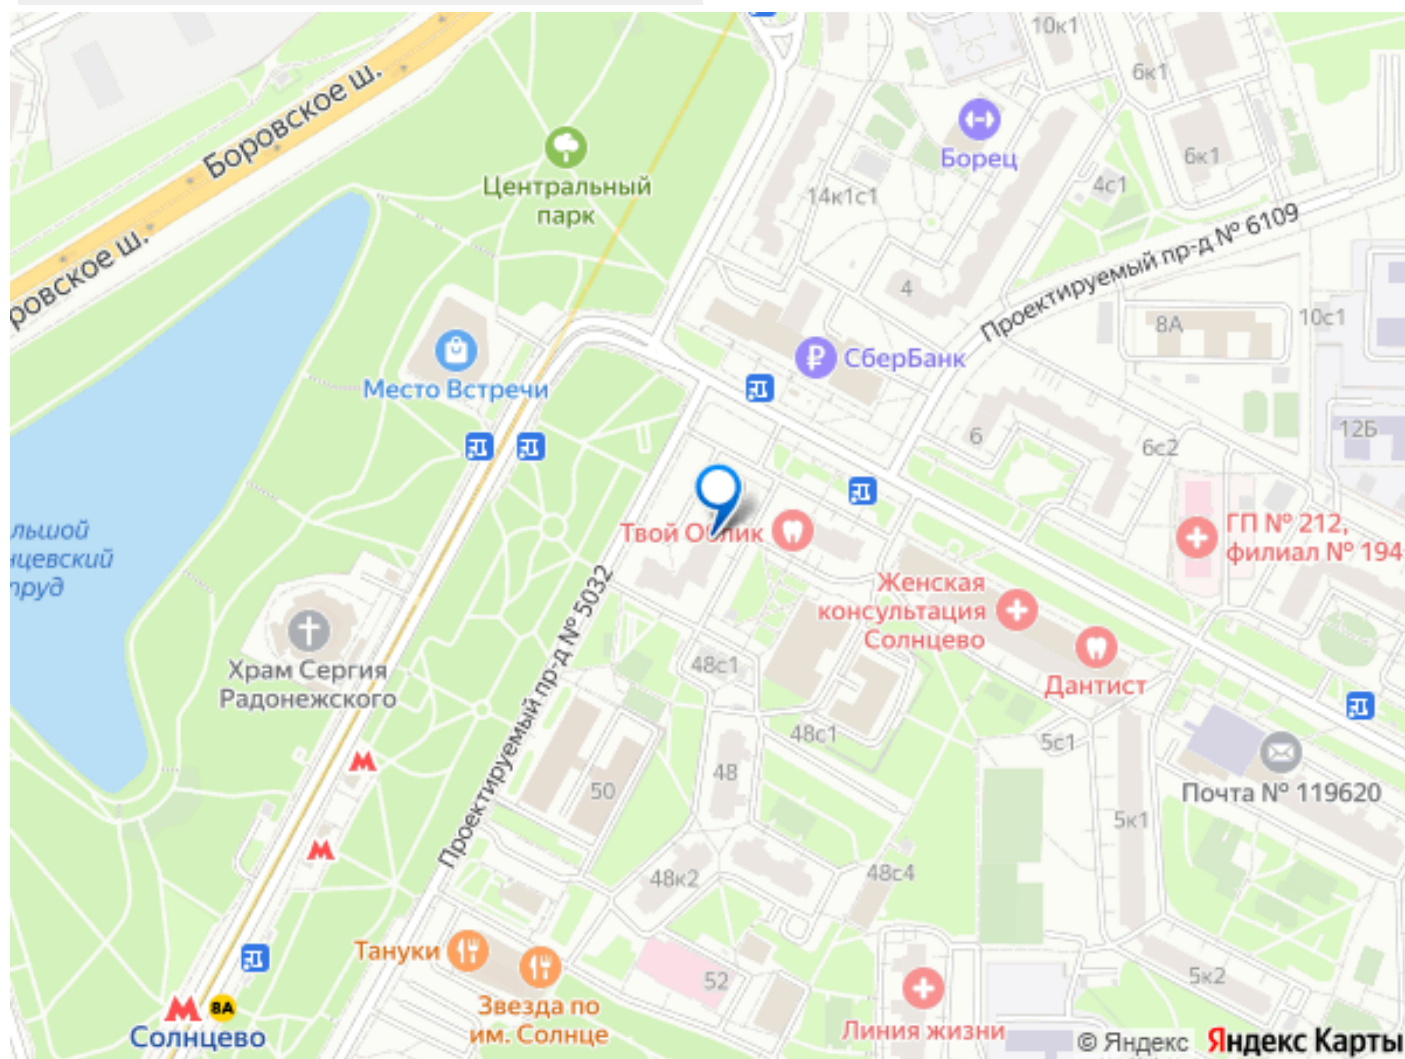 10к1
Боровское ш.
6к1
Борец
Центральный
парк
6к1
14к1с1
4с1
Проектируемый пр-д № 6109
ровское ш.
4
8А
10с1
Место Встречи
СберБанк
6
6с2
12Б
Твой Облик
ГП № 212,
филиал № 194
льшой
нцевский
пруд
Женская
консультация
Солнцево
Проектируемый пр-д № 5032
Храм Сергия
Радонежского
48с1
Дантист
48с1
5с1
48
50
Почта № 119620
5к1
48к2
48с4
Тануки
52
5к2
Звезда по
им. Солнце
8А
Солнцево
Линия жизни
© Яндекс Яндекс Карты